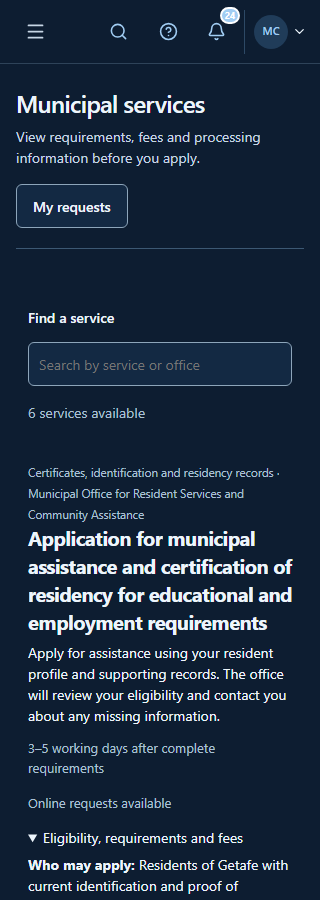 24
MC
Municipal services
View requirements, fees and processing
information before you apply.
My requests
Find a service
Search by service or office
6 services available
Certificates, identification and residency records ·
Municipal Office for Resident Services and
Community Assistance
Application for municipal
assistance and certification of
residency for educational and
employment requirements
Apply for assistance using your resident
profile and supporting records. The office
will review your eligibility and contact you
about any missing information.
3–5 working days after complete
requirements
Online requests available
▼ Eligibility, requirements and fees
Who may apply: Residents of Getafe with
current identification and proof of